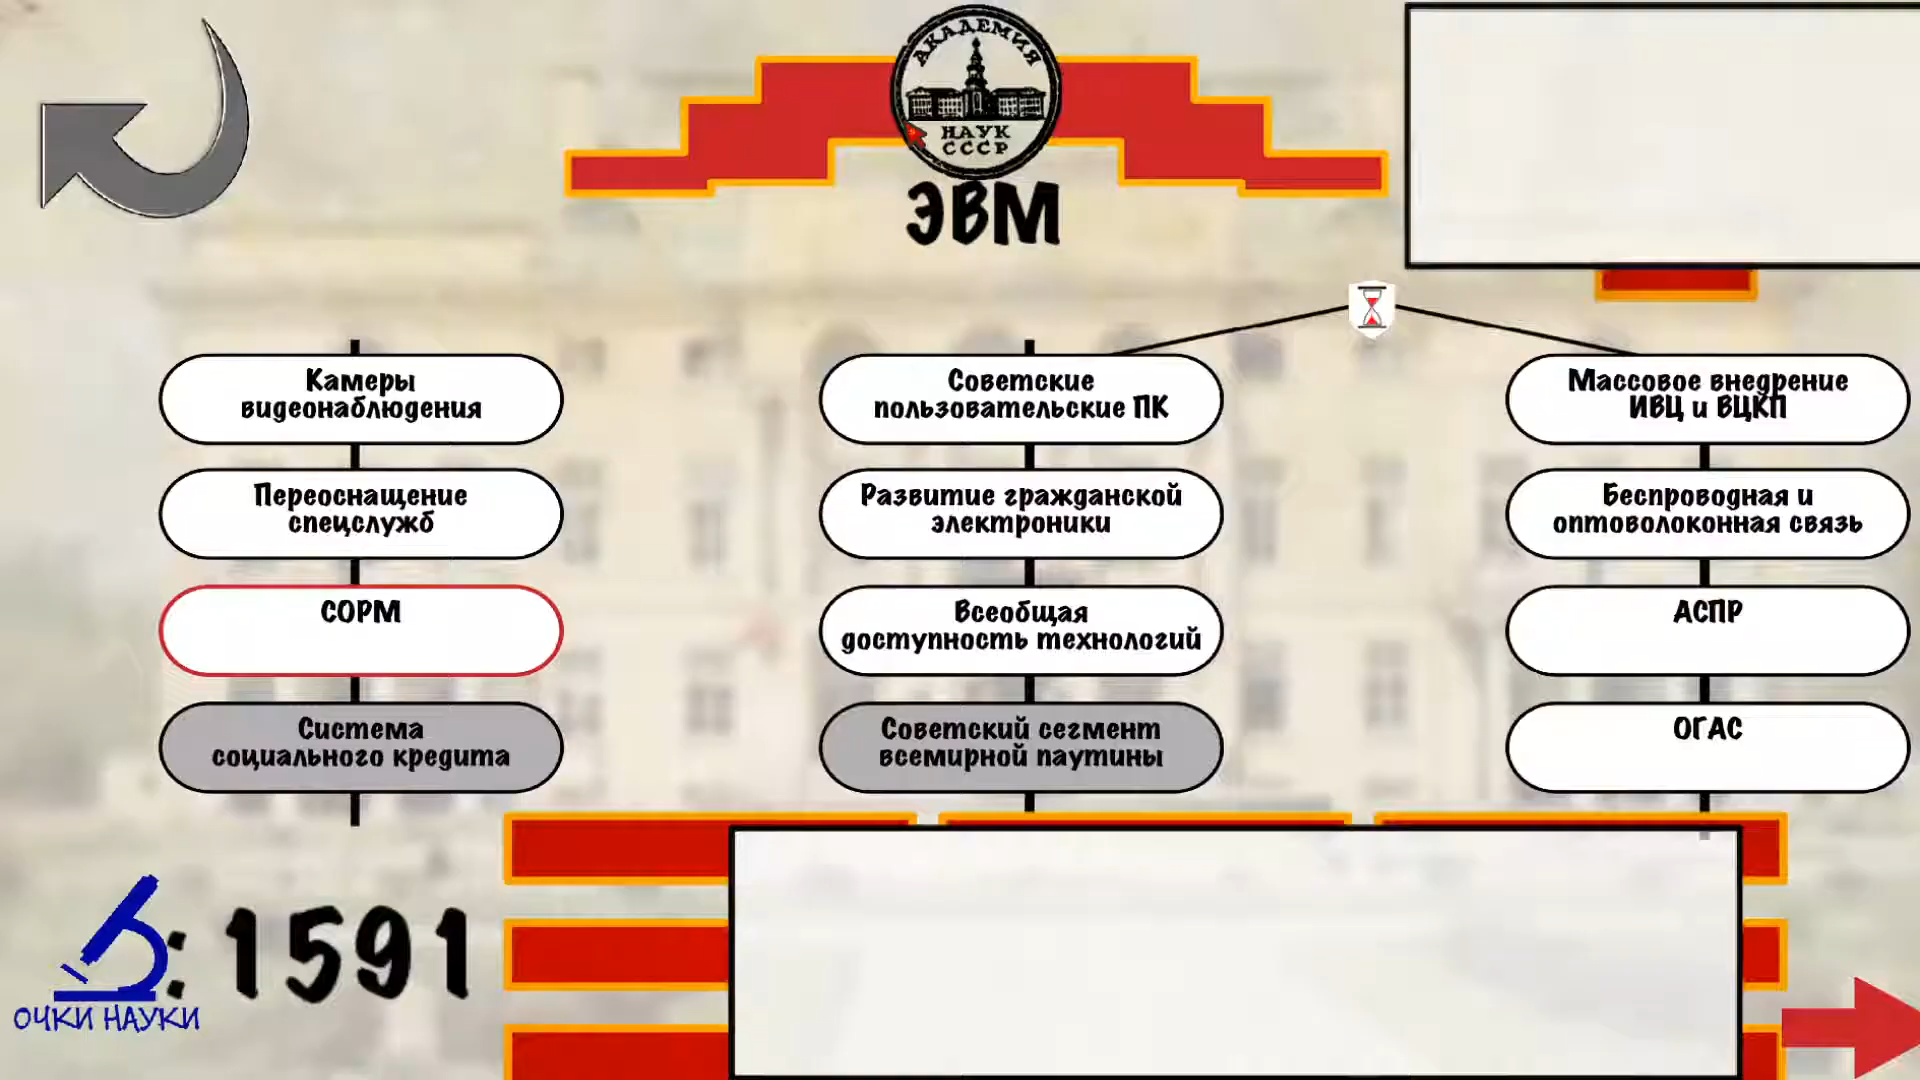 АКАДЕМИЯ
НАУК
СССР
ЭВМ
Камеры
видеонаблюдения
Советские
пользовательские ПК
Массовое внедрение
ИВЦ и ВЦКП
Переоснащение
спецслужб
Развитие гражданской
электроники
Беспроводная и
оптоволоконная связь
СОРМ
Всеобщая
доступность технологий
АСПР
Система
социального кредита
Советский сегмент
всемирной паутины
ОГАС
: 1591
ОЧКИ НАУКИ